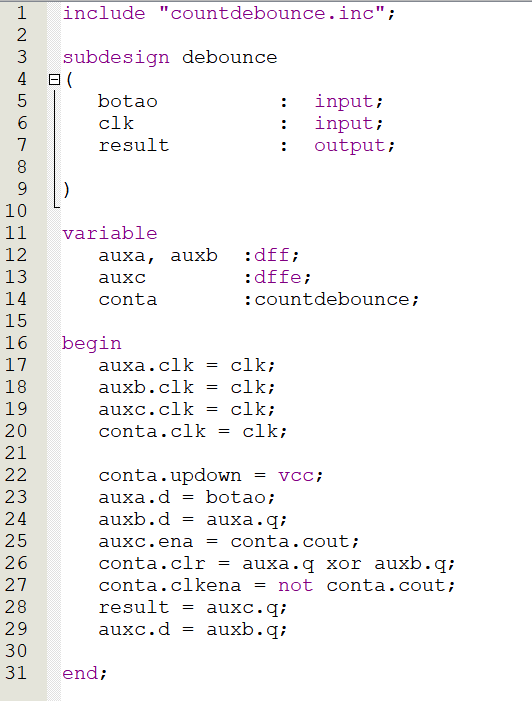 1 include "countdebounce.inc";
2
3 subdesign debounce
4 (
5 botao : input;
6 clk : input;
7 result : output;
8
9 )
10
11 variable
12 auxa, auxb :dff;
13 auxc :dffe;
14 conta :countdebounce;
15
16 begin
17 auxa.clk = clk;
18 auxb.clk = clk;
19 auxc.clk = clk;
20 conta.clk = clk;
21
22 conta.updown = vcc;
23 auxa.d = botao;
24 auxb.d = auxa.q;
25 auxc.ena = conta.cout;
26 conta.clr = auxa.q xor auxb.q;
27 conta.clkena = not conta.cout;
28 result = auxc.q;
29 auxc.d = auxb.q;
30
31 end;